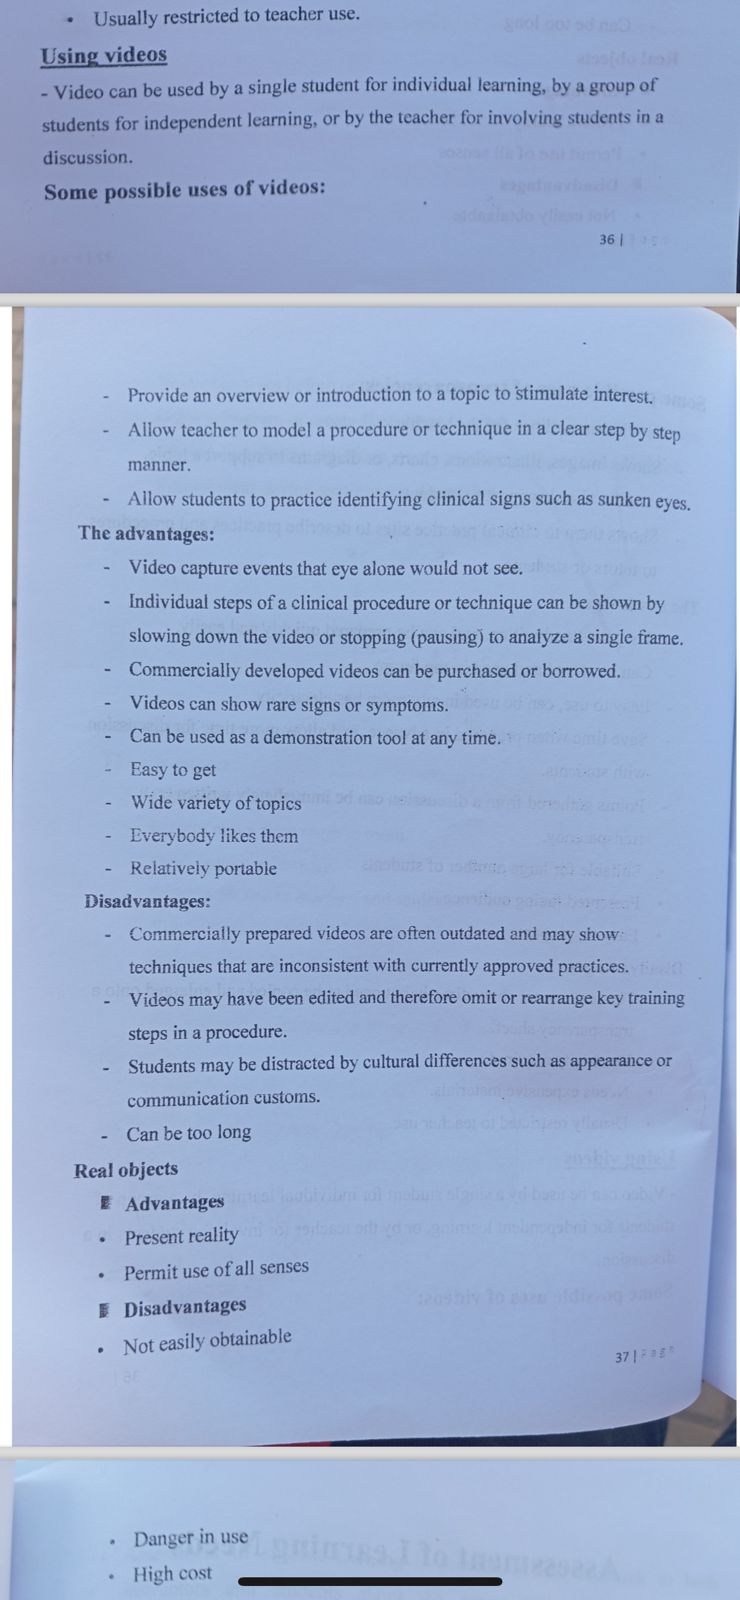 • Usually restricted to teacher use.
Using videos
- Video can be used by a single student for individual learning, by a group of
students for independent learning, or by the teacher for involving students in a
discussion.
Some possible uses of videos:
36 |
- Provide an overview or introduction to a topic to stimulate interest.
- Allow teacher to model a procedure or technique in a clear step by step
manner.
- Allow students to practice identifying clinical signs such as sunken eyes.
The advantages:
- Video capture events that eye alone would not see.
- Individual steps of a clinical procedure or technique can be shown by
slowing down the video or stopping (pausing) to analyze a single frame.
- Commercially developed videos can be purchased or borrowed.
- Videos can show rare signs or symptoms.
- Can be used as a demonstration tool at any time.
- Easy to get
- Wide variety of topics
- Everybody likes them
- Relatively portable
Disadvantages:
- Commercially prepared videos are often outdated and may show
techniques that are inconsistent with currently approved practices.
- Videos may have been edited and therefore omit or rearrange key training
steps in a procedure.
- Students may be distracted by cultural differences such as appearance or
communication customs.
- Can be too long
Real objects
Advantages
• Present reality
• Permit use of all senses
Disadvantages
• Not easily obtainable
37 | Page
• Danger in use
• High cost